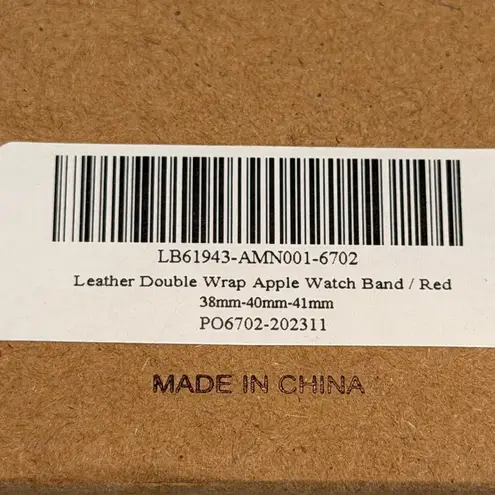 LB61943-AMN001-6702
Leather Double Wrap Apple Watch Band / Red
38mm-40mm-41mm
PO6702-202311
MADE IN CHINA